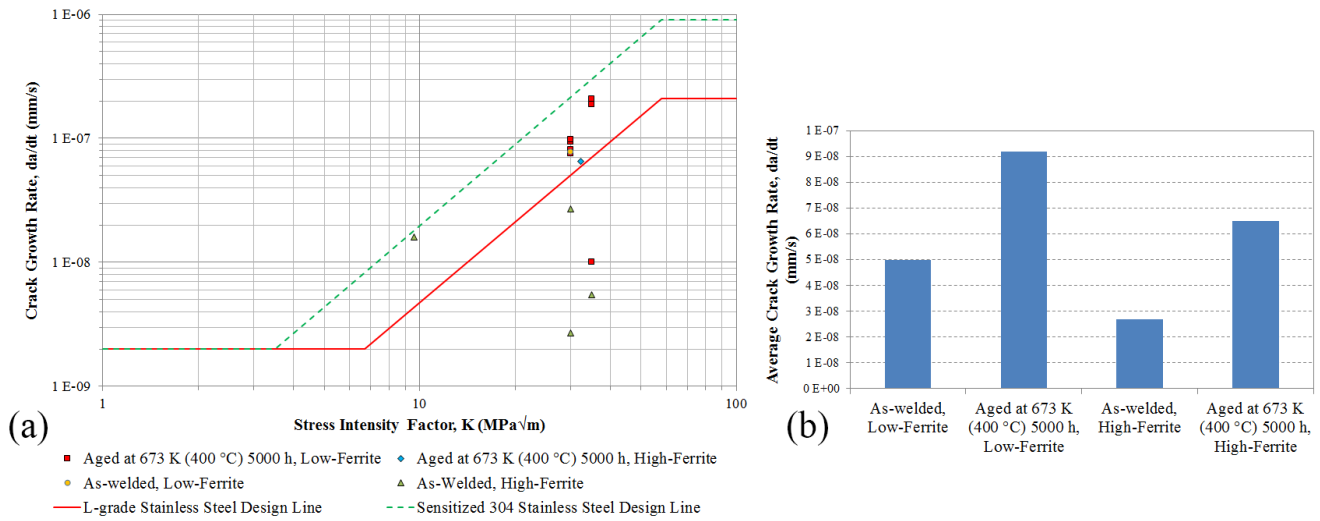 1 E-06
1 E-07
1 E-08
1 E-09
Crack Growth Rate, da/dt (mm/s)
1
10
100
Stress Intensity Factor, K (MPa√m)
(a)
Aged at 673 K (400 °C) 5000 h, Low-Ferrite
Aged at 673 K (400 °C) 5000 h, High-Ferrite
As-welded, Low-Ferrite
As-Welded, High-Ferrite
L-grade Stainless Steel Design Line
Sensitized 304 Stainless Steel Design Line
1 E-07
9 E-08
8 E-08
7 E-08
6 E-08
5 E-08
4 E-08
3 E-08
2 E-08
1 E-08
0 E+00
Average Crack Growth Rate, da/dt
(mm/s)
As-welded,
Low-Ferrite
Aged at 673 K
(400 °C) 5000 h,
Low-Ferrite
As-welded,
High-Ferrite
Aged at 673 K
(400 °C) 5000 h,
High-Ferrite
(b)